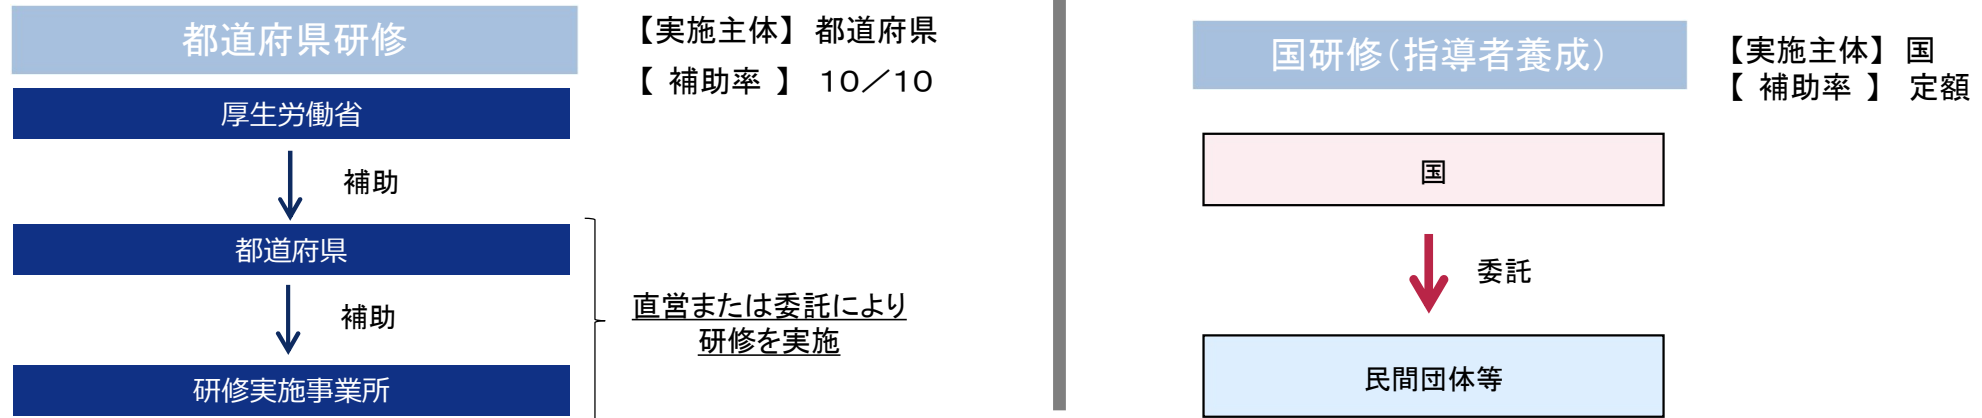 都道府県研修
【実施主体】 都道府県
【 補助率 】 10／10
厚生労働省
補助
都道府県
補助
直営または委託により
研修を実施
研修実施事業所
国研修（指導者養成）
【実施主体】 国
【 補助率 】 定額
国
委託
民間団体等